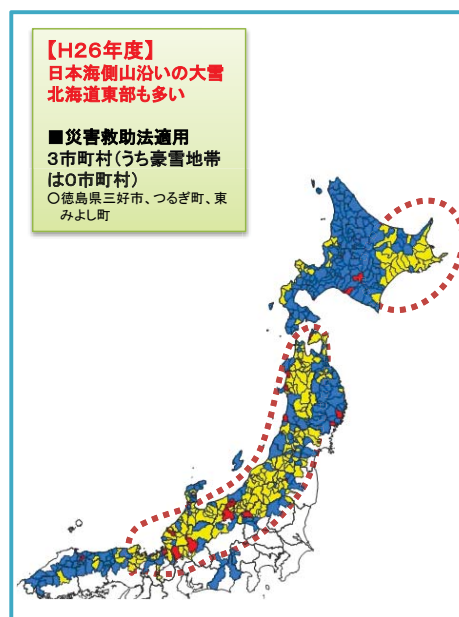 【H26年度】
日本海側山沿いの大雪
北海道東部も多い
■災害救助法適用
3市町村(うち豪雪地帯
は0市町村)
○徳島県三好市、つるぎ町、東
みよし町